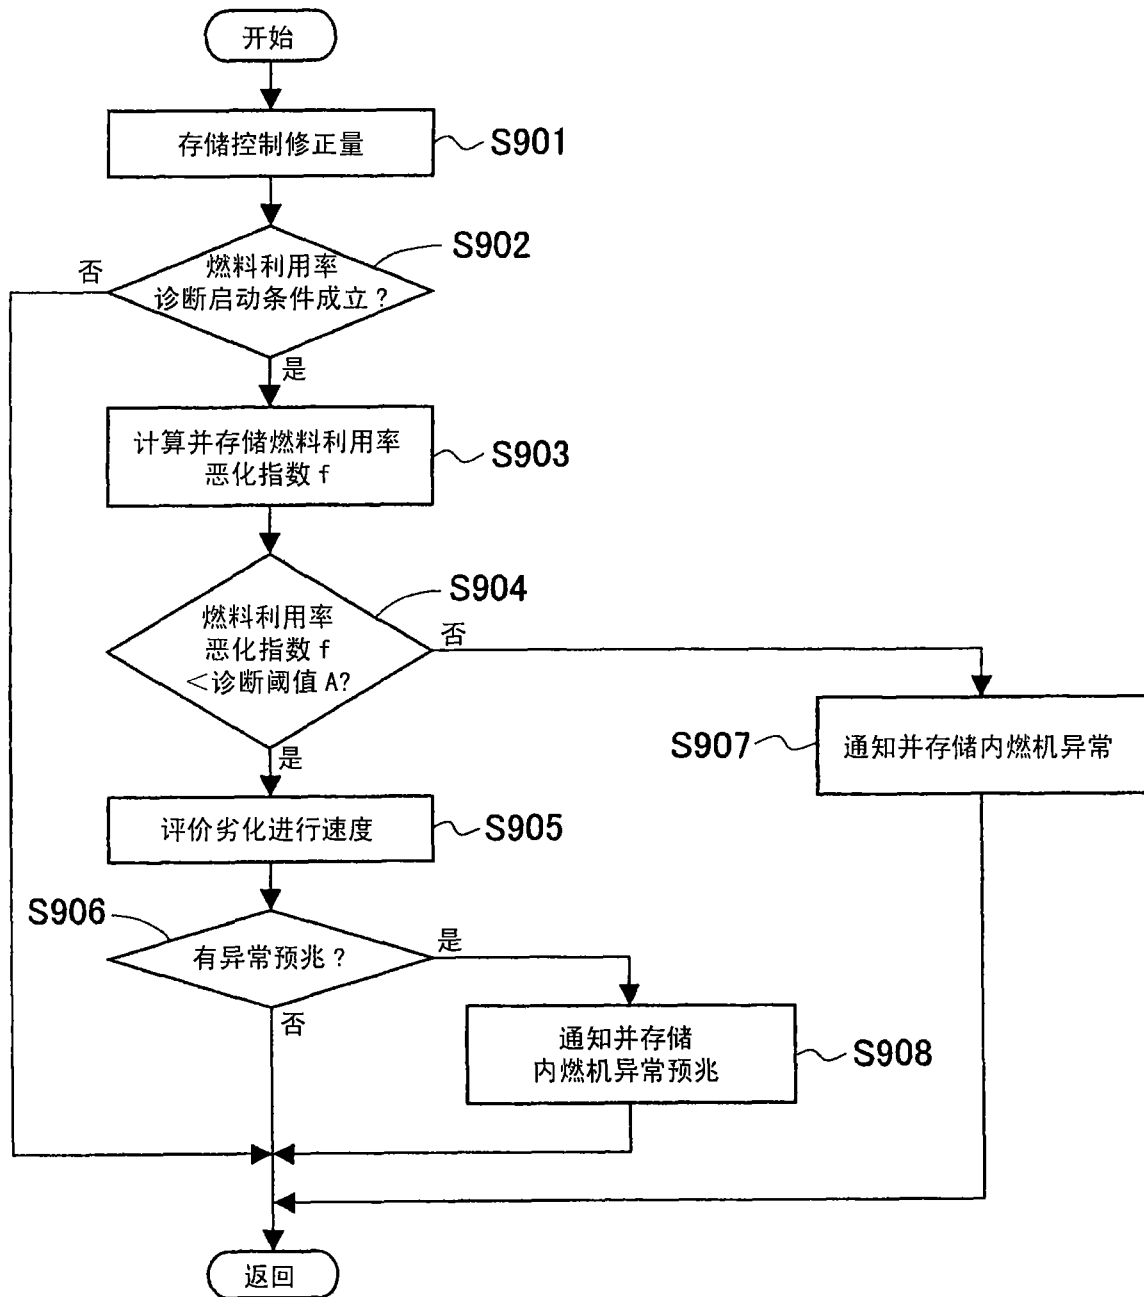 开始
存储控制修正量
S901
燃料利用率
诊断启动条件成立?
S902
否
是
计算并存储燃料利用率
恶化指数 f
S903
燃料利用率
恶化指数 f
<诊断阈值 A?
S904
否
是
S907
通知并存储内燃机异常
评价劣化进行速度
S905
S906
有异常预兆?
是
否
通知并存储
内燃机异常预兆
S908
返回